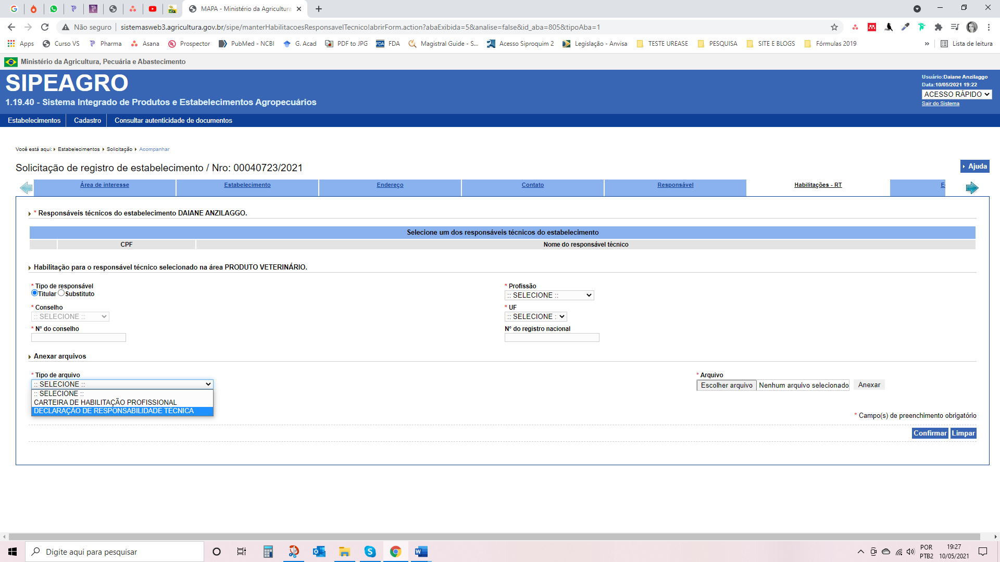 MAPA - Ministério da Agricultura
Não seguro
sistemasweb3.agricultura.gov.br/sipe/manterHabilitacoesResponsavelTecnico!abrirForm.action?abaExibida=5&analise=false&id_aba=805&tipoAba=1
Apps Curso VS Pharma Asana Prospector PubMed - NCBI G. Acad PDF to JPG FDA Magistral Guide - S... Acesso Siproquim 2 Legislação - Anvisa TESTE UREASE PESQUISA SITE E BLOGS Fórmulas 2019 » Lista de leitura
Ministério da Agricultura, Pecuária e Abastecimento
SIPEAGRO
1.19.40 - Sistema Integrado de Produtos e Estabelecimentos Agropecuários
Usuário:Daiane Anzilaggo
Data:10/05/2021 19:22
ACESSO RÁPIDO
Sair do Sistema
Estabelecimentos Cadastro Consultar autenticidade de documentos
Você está aqui: Estabelecimentos Solicitação Acompanhar
Solicitação de registro de estabelecimento / Nro: 00040723/2021
Ajuda
Área de interesse Estabelecimento Endereço Contato Responsável Habilitações - RT E
* Responsáveis técnicos do estabelecimento DAIANE ANZILAGGO.
Selecione um dos responsáveis técnicos do estabelecimento
CPF Nome do responsável técnico
Habilitação para o responsável técnico selecionado na área PRODUTO VETERINÁRIO.
* Tipo de responsável
Titular Substituto
* Profissão
:: SELECIONE ::
* Conselho
:: SELECIONE ::
* UF
:: SELECIONE :
* N° do conselho
N° do registro nacional
Anexar arquivos
* Tipo de arquivo
:: SELECIONE ::
:: SELECIONE ::
CARTEIRA DE HABILITAÇÃO PROFISSIONAL
DECLARAÇÃO DE RESPONSABILIDADE TÉCNICA
* Arquivo
Escolher arquivo Nenhum arquivo selecionado Anexar
* Campo(s) de preenchimento obrigatório
Confirmar Limpar
Digite aqui para pesquisar
POR
PTB2
19:27
10/05/2021